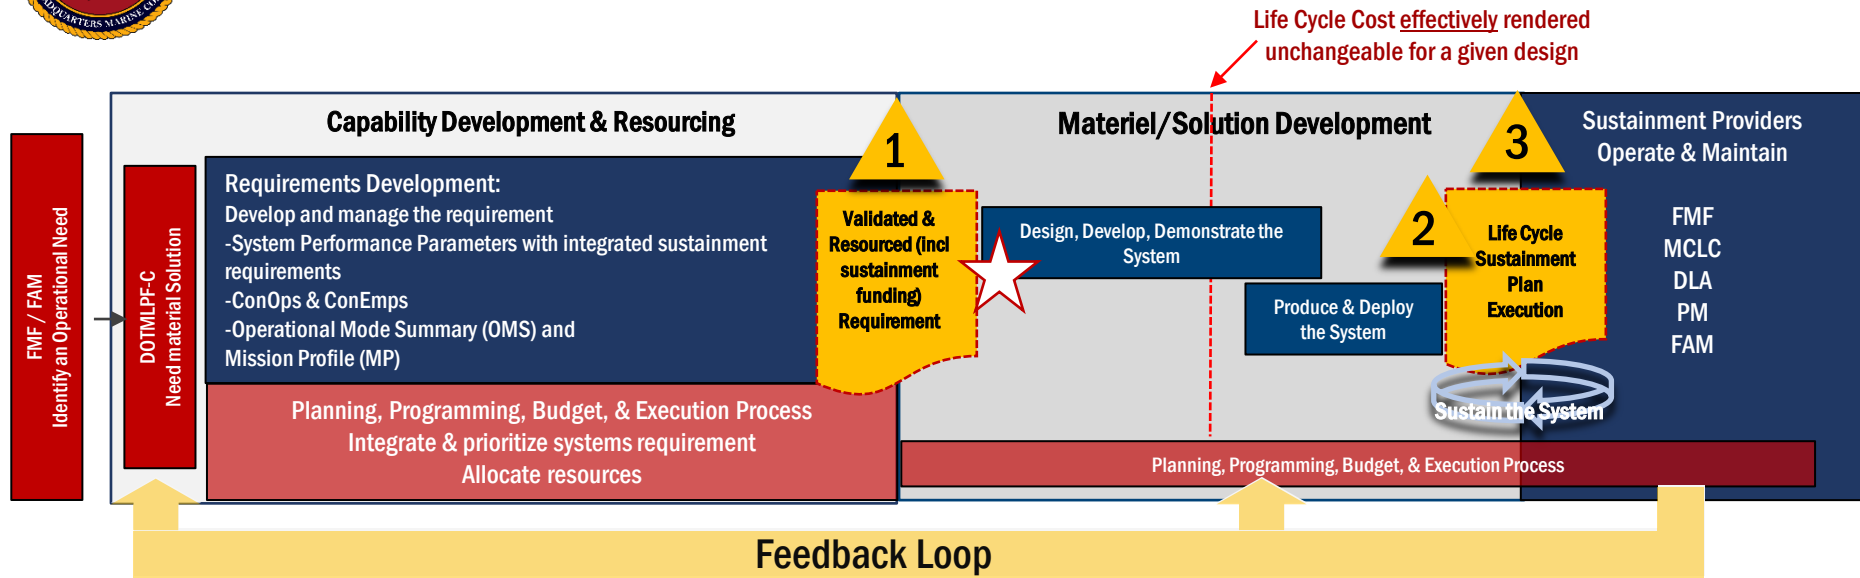 HEADQUARTERS MARINE CO
Life Cycle Cost effectively rendered
unchangeable for a given design
FMF / FAM
Identify an Operational Need
DOTMLPF-C
Need material Solution
Capability Development & Resourcing
Requirements Development:
Develop and manage the requirement
-System Performance Parameters with integrated sustainment
requirements
-ConOps & ConEmps
-Operational Mode Summary (OMS) and
Mission Profile (MP)
Planning, Programming, Budget, & Execution Process
Integrate & prioritize systems requirement
Allocate resources
1
Validated &
Resourced (incl
sustainment
funding)
Requirement
Materiel/Solution Development
Design, Develop, Demonstrate the
System
Produce & Deploy
the System
2
3
Life Cycle
Sustainment
Plan
Execution
Sustain the System
Planning, Programming, Budget, & Execution Process
Sustainment Providers
Operate & Maintain
FMF
MCLC
DLA
PM
FAM
Feedback Loop